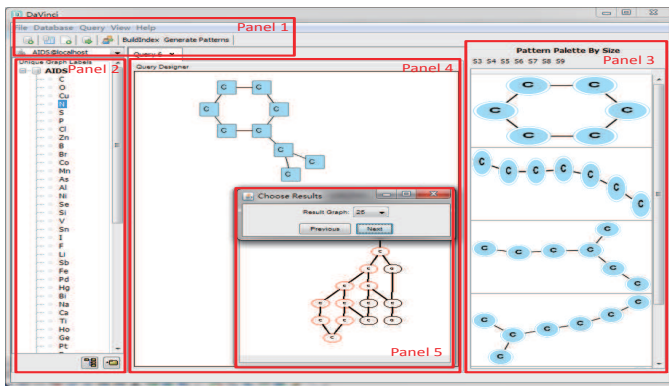 DaVinci
File Database Query View Help
Panel 1
BuildIndex Generate Patterns
AIDS@localhost
Query 6
Unique Graph Labels
Panel 2
AIDS
C
O
Cu
N
S
P
Cl
Zn
B
Br
Co
Mn
As
Al
Ni
Se
Si
V
Sn
I
F
Li
Sb
Fe
Pd
Hg
Bi
Na
Ca
Ti
Ho
Ge
Pt
Query Designer
Panel 4
C C
C C
C C
C
C
C
Choose Results
Result Graph: 25
Previous Next
C
C O
C C C
C C C C
C C C C
C
Panel 5
Pattern Palette By Size
Panel 3
S3 S4 S5 S6 S7 S8 S9
C C
C C
C C
C C C C C C C
C
C C C C
C
C
C
C C C C C
C
C